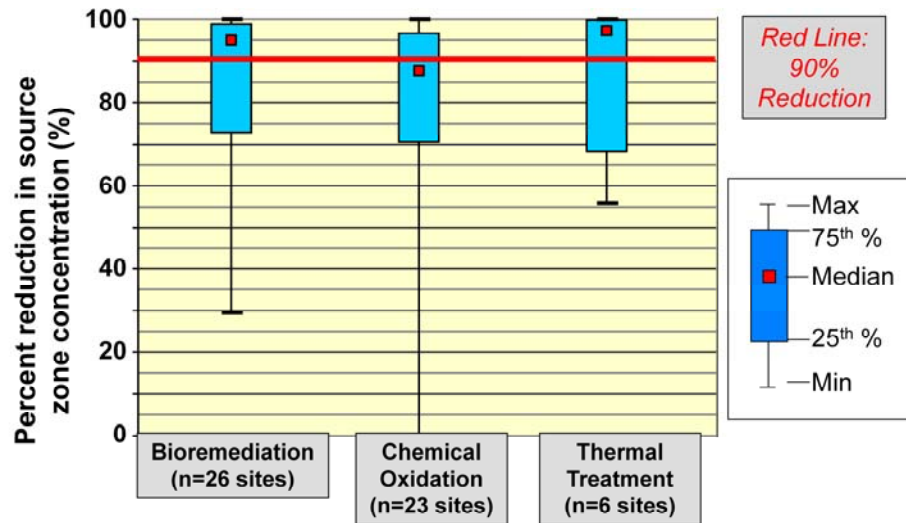 Percent reduction in source
zone concentration (%)
100
80
60
40
20
0
Bioremediation
(n=26 sites)
Chemical
Oxidation
(n=23 sites)
Thermal
Treatment
(n=6 sites)
Red Line:
90%
Reduction
Max
75th %
Median
25th %
Min